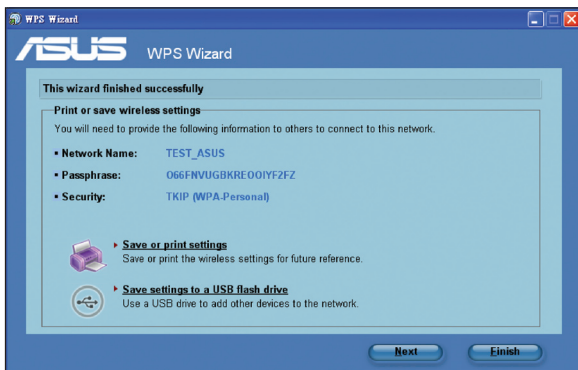 WPS Wizard
ASUS WPS Wizard
This wizard finished successfully
Print or save wireless settings
You will need to provide the following information to others to connect to this network.
Network Name: TEST_ASUS
Passphrase: O66FNVUGBKREOOIYF2FZ
Security: TKIP (WPA-Personal)
Save or print settings
Save or print the wireless settings for future reference.
Save settings to a USB flash drive
Use a USB drive to add other devices to the network.
Next Finish